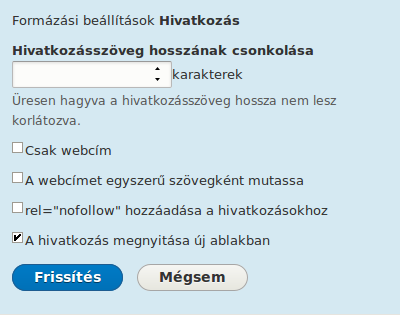 Formázási beállítások Hivatkozás
Hivatkozásszöveg hosszának csonkolása
karakterek
Üresen hagyva a hivatkozásszöveg hossza nem lesz
korlátozva.
Csak webcím
A webcímet egyszerű szövegként mutassa
rel="nofollow" hozzáadása a hivatkozásokhoz
A hivatkozás megnyitása új ablakban
Frissítés Mégsem